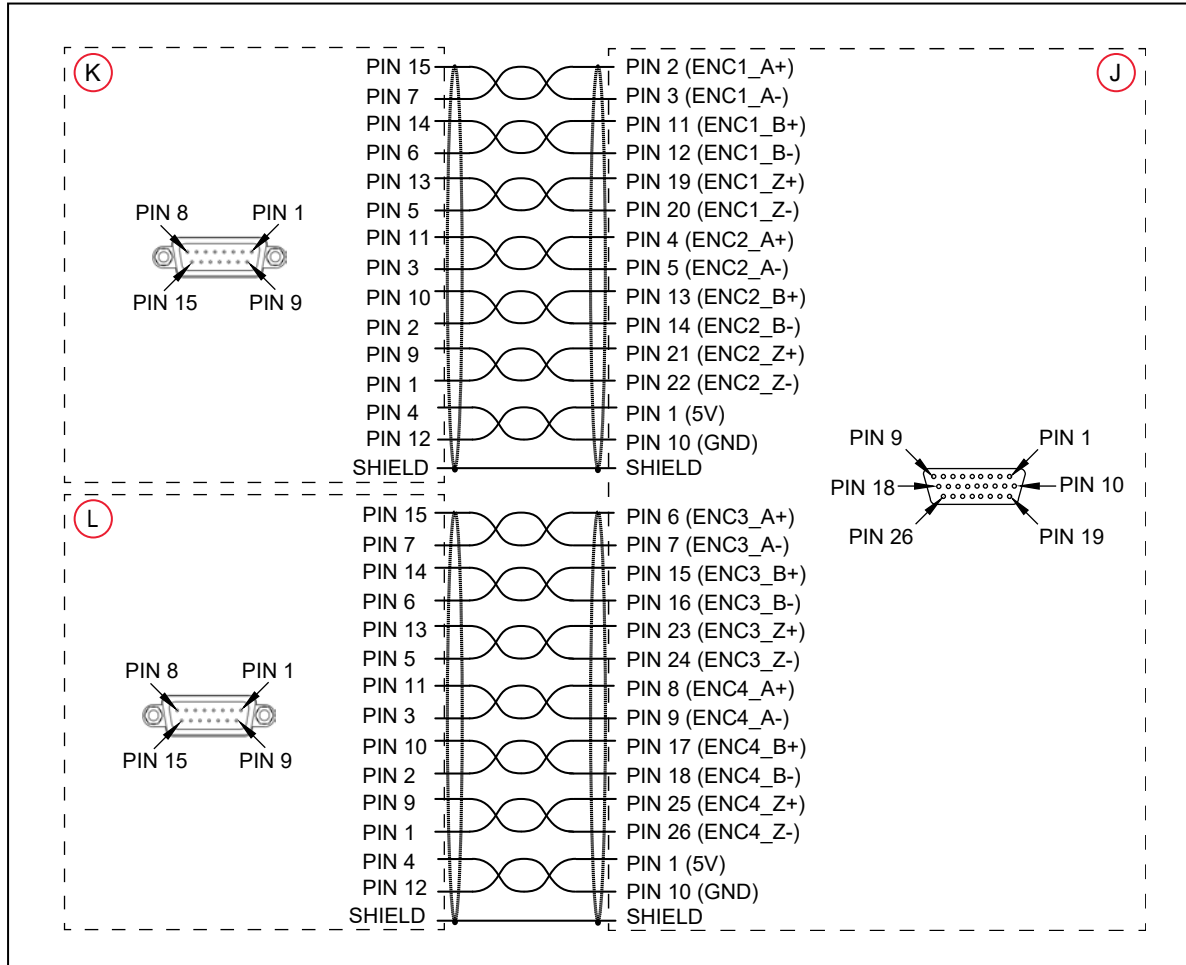 K
J
PIN 15 PIN 2 (ENC1_A+)
PIN 7 PIN 3 (ENC1_A-)
PIN 14 PIN 11 (ENC1_B+)
PIN 6 PIN 12 (ENC1_B-)
PIN 13 PIN 19 (ENC1_Z+)
PIN 5 PIN 20 (ENC1_Z-)
PIN 11 PIN 4 (ENC2_A+)
PIN 3 PIN 5 (ENC2_A-)
PIN 10 PIN 13 (ENC2_B+)
PIN 2 PIN 14 (ENC2_B-)
PIN 9 PIN 21 (ENC2_Z+)
PIN 1 PIN 22 (ENC2_Z-)
PIN 4 PIN 1 (5V)
PIN 12 PIN 10 (GND)
SHIELD SHIELD
PIN 8 PIN 1
PIN 15 PIN 9
PIN 9 PIN 1
PIN 18 PIN 10
PIN 26 PIN 19
L
PIN 15 PIN 6 (ENC3_A+)
PIN 7 PIN 7 (ENC3_A-)
PIN 14 PIN 15 (ENC3_B+)
PIN 6 PIN 16 (ENC3_B-)
PIN 13 PIN 23 (ENC3_Z+)
PIN 5 PIN 24 (ENC3_Z-)
PIN 11 PIN 8 (ENC4_A+)
PIN 3 PIN 9 (ENC4_A-)
PIN 10 PIN 17 (ENC4_B+)
PIN 2 PIN 18 (ENC4_B-)
PIN 9 PIN 25 (ENC4_Z+)
PIN 1 PIN 26 (ENC4_Z-)
PIN 4 PIN 1 (5V)
PIN 12 PIN 10 (GND)
SHIELD SHIELD
PIN 8 PIN 1
PIN 15 PIN 9